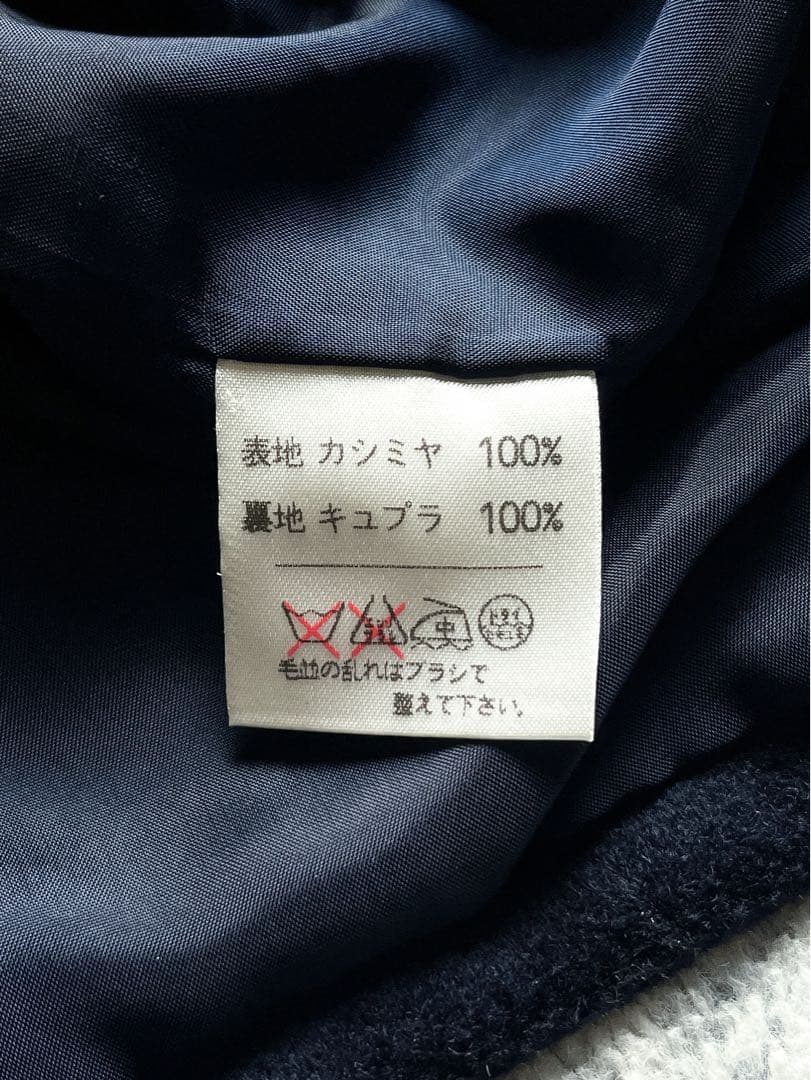 表地 カシミヤ 100%
裏地 キュプラ 100%
中
毛並の乱れはブラシで
整えて下さい。